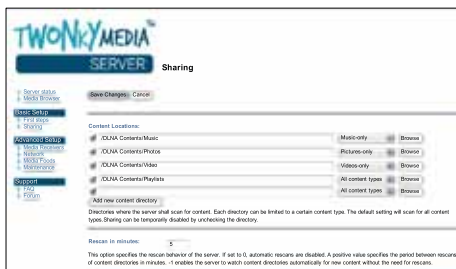 TWONKYMEDIA
SERVER
Sharing
Server status
Media Browser
Basic Setup
First steps
Sharing
Advanced Setup
Media Receivers
Network
Media Feeds
Maintenance
Support
FAQ
Forum
Save Changes Cancel
Content Locations:
/DLNA Contents/Music Music-only Browse
/DLNA Contents/Photos Pictures-only Browse
/DLNA Contents/Video Videos-only Browse
/DLNA Contents/Playlists All content types Browse
All content types Browse
Add new content directory
Directories where the server shall scan for content. Each directory can be limited to a certain content type. The default setting will scan for all content
types. Sharing can be temporarily disabled by unchecking the directory.
Rescan in minutes: 5
This option specifies the rescan behavior of the server. If set to 0, automatic rescans are disabled. A positive value specifies the period between rescans
of content directories in minutes. -1 enables the server to watch content directories automatically for new content without the need for rescans.